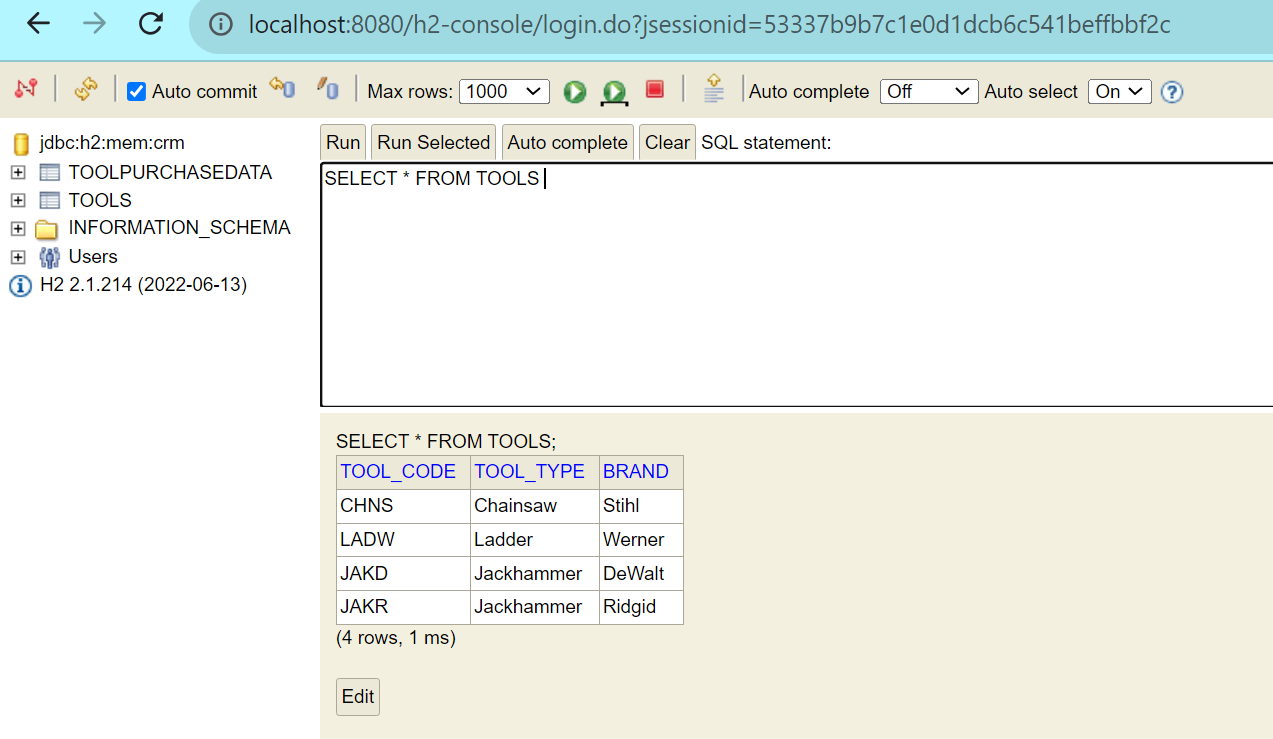 localhost:8080/h2-console/login.do?jsessionid=53337b9b7c1e0d1dcb6c541beffbbf2c
Auto commit Max rows: 1000 Auto complete Off Auto select On ?
jdbc:h2:mem:crm
TOOLPURCHASEDATA
TOOLS
INFORMATION_SCHEMA
Users
H2 2.1.214 (2022-06-13)
Run Run Selected Auto complete Clear SQL statement:
SELECT * FROM TOOLS
SELECT * FROM TOOLS;
TOOL_CODE TOOL_TYPE BRAND
CHNS Chainsaw Stihl
LADW Ladder Werner
JAKD Jackhammer DeWalt
JAKR Jackhammer Ridgid
(4 rows, 1 ms)
Edit